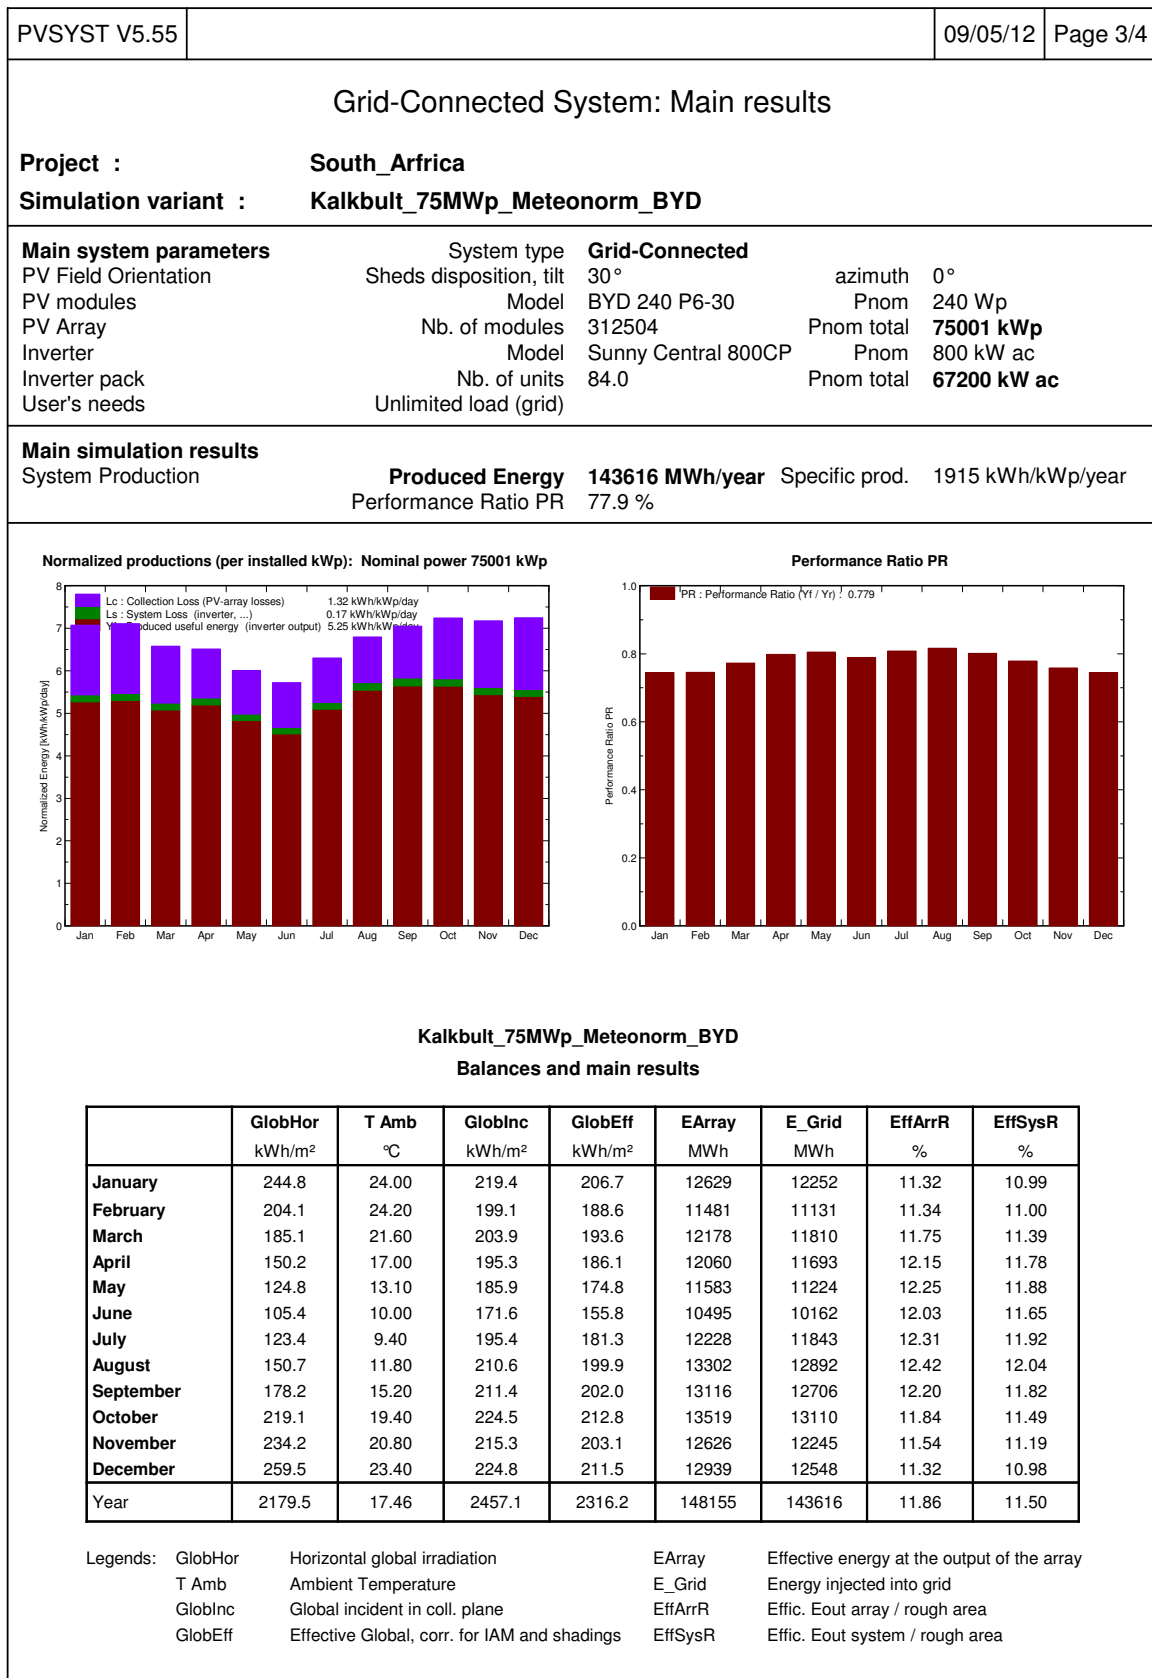 PVSYST V5.55 09/05/12 Page 3/4
Grid-Connected System: Main results
Project : South_Arfrica
Simulation variant : Kalkbult_75MWp_Meteonorm_BYD
Main system parameters System type Grid-Connected
PV Field Orientation Sheds disposition, tilt 30° azimuth 0°
PV modules Model BYD 240 P6-30 Pnom 240 Wp
PV Array Nb. of modules 312504 Pnom total 75001 kWp
Inverter Model Sunny Central 800CP Pnom 800 kW ac
Inverter pack Nb. of units 84.0 Pnom total 67200 kW ac
User's needs Unlimited load (grid)
Main simulation results
System Production Produced Energy 143616 MWh/year Specific prod. 1915 kWh/kWp/year
Performance Ratio PR 77.9 %
Normalized productions (per installed kWp): Nominal power 75001 kWp
Lc : Collection Loss (PV-array losses) 1.32 kWh/kWp/day
Ls : System Loss (inverter, ...) 0.17 kWh/kWp/day
Yf : Produced useful energy (inverter output) 5.25 kWh/kWp/day
Normalized Energy [kWh/kWp/day]
8
7
6
5
4
3
2
1
0
Jan Feb Mar Apr May Jun Jul Aug Sep Oct Nov Dec
Performance Ratio PR
PR : Performance Ratio (Yf / Yr) : 0.779
Performance Ratio PR
1.0
0.8
0.6
0.4
0.2
0.0
Jan Feb Mar Apr May Jun Jul Aug Sep Oct Nov Dec
Kalkbult_75MWp_Meteonorm_BYD
Balances and main results
GlobHor T Amb GlobInc GlobEff EArray E_Grid EffArrR EffSysR
kWh/m² °C kWh/m² kWh/m² MWh MWh % %
January 244.8 24.00 219.4 206.7 12629 12252 11.32 10.99
February 204.1 24.20 199.1 188.6 11481 11131 11.34 11.00
March 185.1 21.60 203.9 193.6 12178 11810 11.75 11.39
April 150.2 17.00 195.3 186.1 12060 11693 12.15 11.78
May 124.8 13.10 185.9 174.8 11583 11224 12.25 11.88
June 105.4 10.00 171.6 155.8 10495 10162 12.03 11.65
July 123.4 9.40 195.4 181.3 12228 11843 12.31 11.92
August 150.7 11.80 210.6 199.9 13302 12892 12.42 12.04
September 178.2 15.20 211.4 202.0 13116 12706 12.20 11.82
October 219.1 19.40 224.5 212.8 13519 13110 11.84 11.49
November 234.2 20.80 215.3 203.1 12626 12245 11.54 11.19
December 259.5 23.40 224.8 211.5 12939 12548 11.32 10.98
Year 2179.5 17.46 2457.1 2316.2 148155 143616 11.86 11.50
Legends: GlobHor Horizontal global irradiation EArray Effective energy at the output of the array
T Amb Ambient Temperature E_Grid Energy injected into grid
GlobInc Global incident in coll. plane EffArrR Effic. Eout array / rough area
GlobEff Effective Global, corr. for IAM and shadings EffSysR Effic. Eout system / rough area